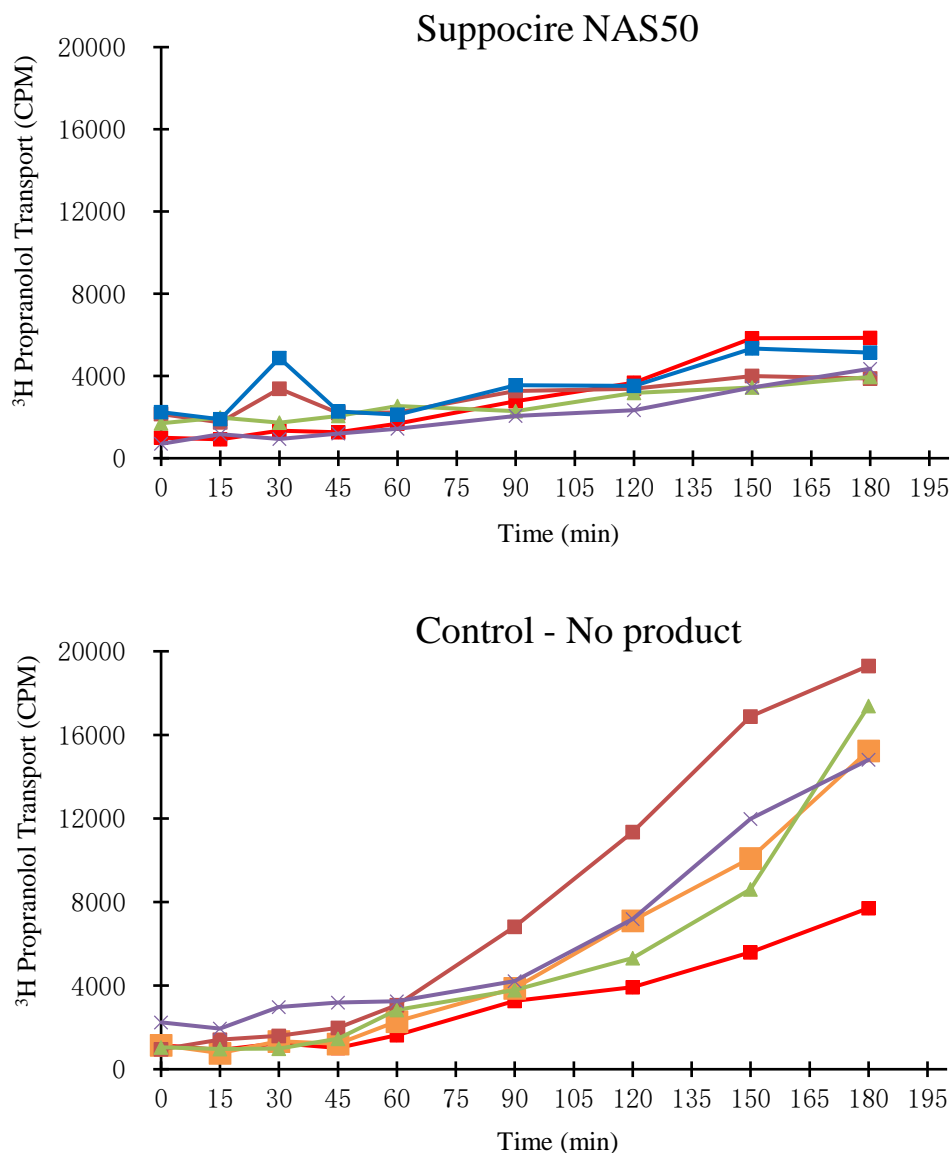 Suppocire NAS50
³H Propranolol Transport (CPM)
20000
16000
12000
8000
4000
0
0 15 30 45 60 75 90 105 120 135 150 165 180 195
Time (min)
Control - No product
³H Propranolol Transport (CPM)
20000
16000
12000
8000
4000
0
0 15 30 45 60 75 90 105 120 135 150 165 180 195
Time (min)